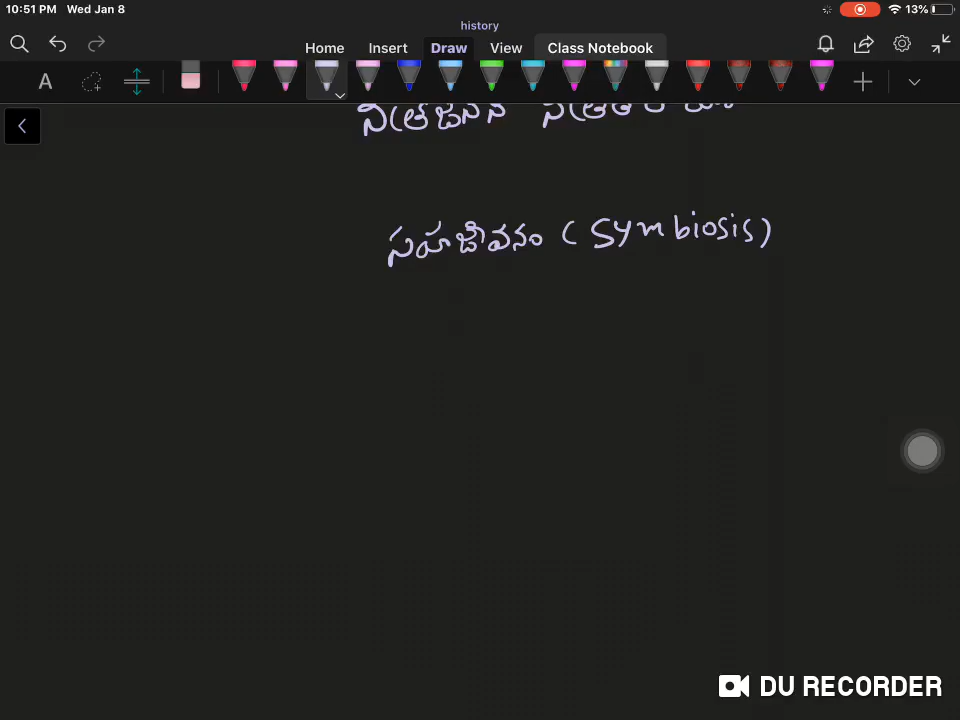 10:51 PM Wed Jan 8
13%
history
Home Insert Draw View Class Notebook
A
సహజీవనం (Symbiosis)
DU RECORDER